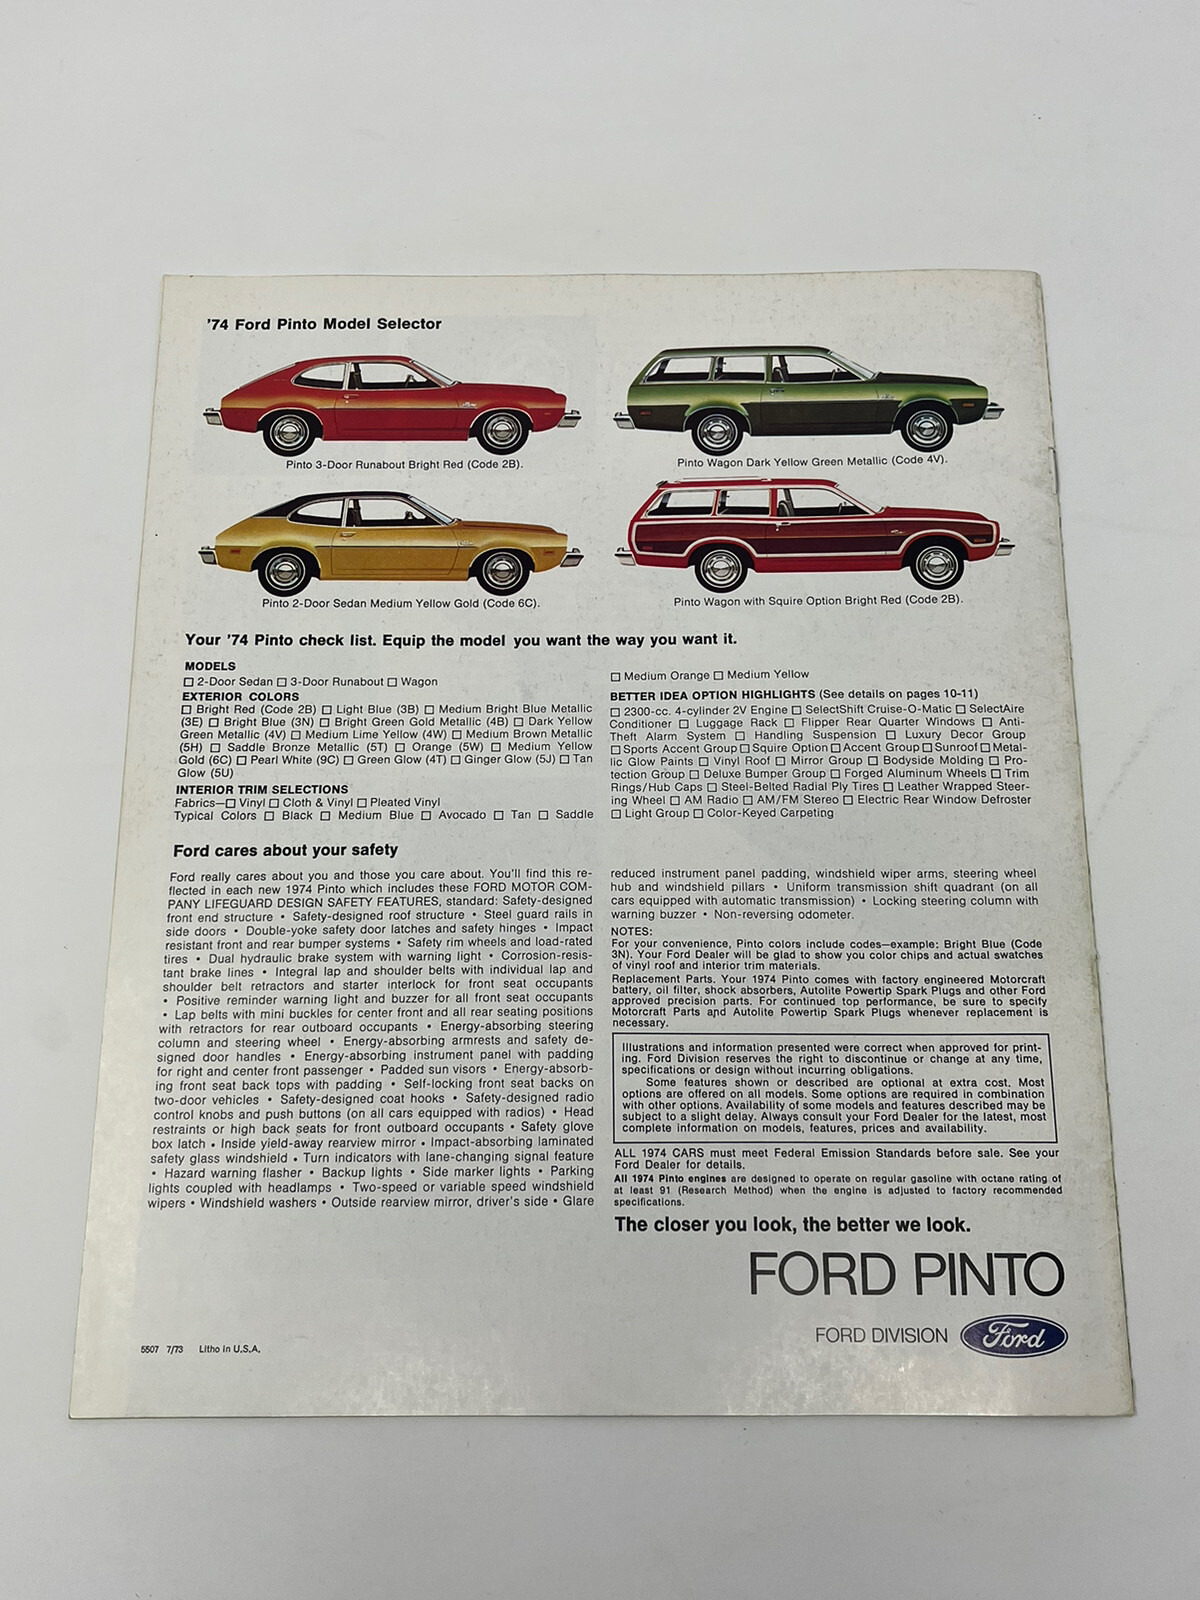 '74 Ford Pinto Model Selector
Pinto 3-Door Runabout Bright Red (Code 2B).
Pinto Wagon Dark Yellow Green Metallic (Code 4V).
Pinto 2-Door Sedan Medium Yellow Gold (Code 6C).
Pinto Wagon with Squire Option Bright Red (Code 2B).
Your '74 Pinto check list. Equip the model you want the way you want it.
MODELS
☐ 2-Door Sedan ☐ 3-Door Runabout ☐ Wagon
EXTERIOR COLORS
☐ Bright Red (Code 2B) ☐ Light Blue (3B) ☐ Medium Bright Blue Metallic
(3E) ☐ Bright Blue (3N) ☐ Bright Green Gold Metallic (4B) ☐ Dark Yellow
Green Metallic (4V) ☐ Medium Lime Yellow (4W) ☐ Medium Brown Metallic
(5H) ☐ Saddle Bronze Metallic (5T) ☐ Orange (5W) ☐ Medium Yellow
Gold (6C) ☐ Pearl White (9C) ☐ Green Glow (4T) ☐ Ginger Glow (5J) ☐ Tan
Glow (5U)
INTERIOR TRIM SELECTIONS
Fabrics—☐ Vinyl ☐ Cloth & Vinyl ☐ Pleated Vinyl
Typical Colors ☐ Black ☐ Medium Blue ☐ Avocado ☐ Tan ☐ Saddle
☐ Medium Orange ☐ Medium Yellow
BETTER IDEA OPTION HIGHLIGHTS (See details on pages 10-11)
☐ 2300-cc. 4-cylinder 2V Engine ☐ SelectShift Cruise-O-Matic ☐ SelectAire
Conditioner ☐ Luggage Rack ☐ Flipper Rear Quarter Windows ☐ Anti-
Theft Alarm System ☐ Handling Suspension ☐ Luxury Decor Group
☐ Sports Accent Group ☐ Squire Option ☐ Accent Group ☐ Sunroof ☐ Metal-
lic Glow Paints ☐ Vinyl Roof ☐ Mirror Group ☐ Bodyside Molding ☐ Pro-
tection Group ☐ Deluxe Bumper Group ☐ Forged Aluminum Wheels ☐ Trim
Rings/Hub Caps ☐ Steel-Belted Radial Ply Tires ☐ Leather Wrapped Steer-
ing Wheel ☐ AM Radio ☐ AM/FM Stereo ☐ Electric Rear Window Defroster
☐ Light Group ☐ Color-Keyed Carpeting
Ford cares about your safety
Ford really cares about you and those you care about. You'll find this re-
flected in each new 1974 Pinto which includes these FORD MOTOR COM-
PANY LIFEGUARD DESIGN SAFETY FEATURES, standard: Safety-designed
front end structure • Safety-designed roof structure • Steel guard rails in
side doors • Double-yoke safety door latches and safety hinges • Impact
resistant front and rear bumper systems • Safety rim wheels and load-rated
tires • Dual hydraulic brake system with warning light • Corrosion-resis-
tant brake lines • Integral lap and shoulder belts with individual lap and
shoulder belt retractors and starter interlock for front seat occupants
• Positive reminder warning light and buzzer for all front seat occupants
• Lap belts with mini buckles for center front and all rear seating positions
with retractors for rear outboard occupants • Energy-absorbing steering
column and steering wheel • Energy-absorbing armrests and safety de-
signed door handles • Energy-absorbing instrument panel with padding
for right and center front passenger • Padded sun visors • Energy-absorb-
ing front seat back tops with padding • Self-locking front seat backs on
two-door vehicles • Safety-designed coat hooks • Safety-designed radio
control knobs and push buttons (on all cars equipped with radios) • Head
restraints or high back seats for front outboard occupants • Safety glove
box latch • Inside yield-away rearview mirror • Impact-absorbing laminated
safety glass windshield • Turn indicators with lane-changing signal feature
• Hazard warning flasher • Backup lights • Side marker lights • Parking
lights coupled with headlamps • Two-speed or variable speed windshield
wipers • Windshield washers • Outside rearview mirror, driver's side • Glare
reduced instrument panel padding, windshield wiper arms, steering wheel
hub and windshield pillars • Uniform transmission shift quadrant (on all
cars equipped with automatic transmission) • Locking steering column with
warning buzzer • Non-reversing odometer.
NOTES:
For your convenience, Pinto colors include codes—example: Bright Blue (Code
3N). Your Ford Dealer will be glad to show you color chips and actual swatches
of vinyl roof and interior trim materials.
Replacement Parts. Your 1974 Pinto comes with factory engineered Motorcraft
battery, oil filter, shock absorbers, Autolite Powertip Spark Plugs and other Ford
approved precision parts. For continued top performance, be sure to specify
Motorcraft Parts and Autolite Powertip Spark Plugs whenever replacement is
necessary.
Illustrations and information presented were correct when approved for print-
ing. Ford Division reserves the right to discontinue or change at any time,
specifications or design without incurring obligations.
Some features shown or described are optional at extra cost. Most
options are offered on all models. Some options are required in combination
with other options. Availability of some models and features described may be
subject to a slight delay. Always consult your Ford Dealer for the latest, most
complete information on models, features, prices and availability.
ALL 1974 CARS must meet Federal Emission Standards before sale. See your
Ford Dealer for details.
All 1974 Pinto engines are designed to operate on regular gasoline with octane rating of
at least 91 (Research Method) when the engine is adjusted to factory recommended
specifications.
The closer you look, the better we look.
FORD PINTO
FORD DIVISION Ford
5507 7/73 Litho in U.S.A.